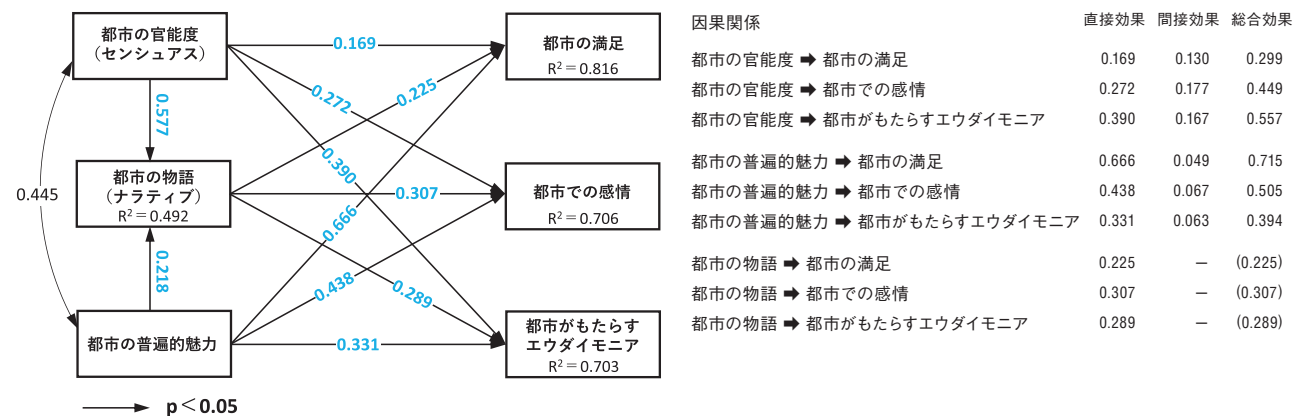 都市の官能度
（センシュアス）
都市の物語
（ナラティブ）
R²＝0.492
都市の普遍的魅力
0.445
0.577
0.218
0.169
0.272
0.225
0.390
0.307
0.666
0.438
0.289
0.331
都市の満足
R²＝0.816
都市での感情
R²＝0.706
都市がもたらす
エウダイモニア
R²＝0.703
p＜0.05
因果関係 直接効果 間接効果 総合効果
都市の官能度 ➡ 都市の満足 0.169 0.130 0.299
都市の官能度 ➡ 都市での感情 0.272 0.177 0.449
都市の官能度 ➡ 都市がもたらすエウダイモニア 0.390 0.167 0.557
都市の普遍的魅力 ➡ 都市の満足 0.666 0.049 0.715
都市の普遍的魅力 ➡ 都市での感情 0.438 0.067 0.505
都市の普遍的魅力 ➡ 都市がもたらすエウダイモニア 0.331 0.063 0.394
都市の物語 ➡ 都市の満足 0.225 － (0.225)
都市の物語 ➡ 都市での感情 0.307 － (0.307)
都市の物語 ➡ 都市がもたらすエウダイモニア 0.289 － (0.289)